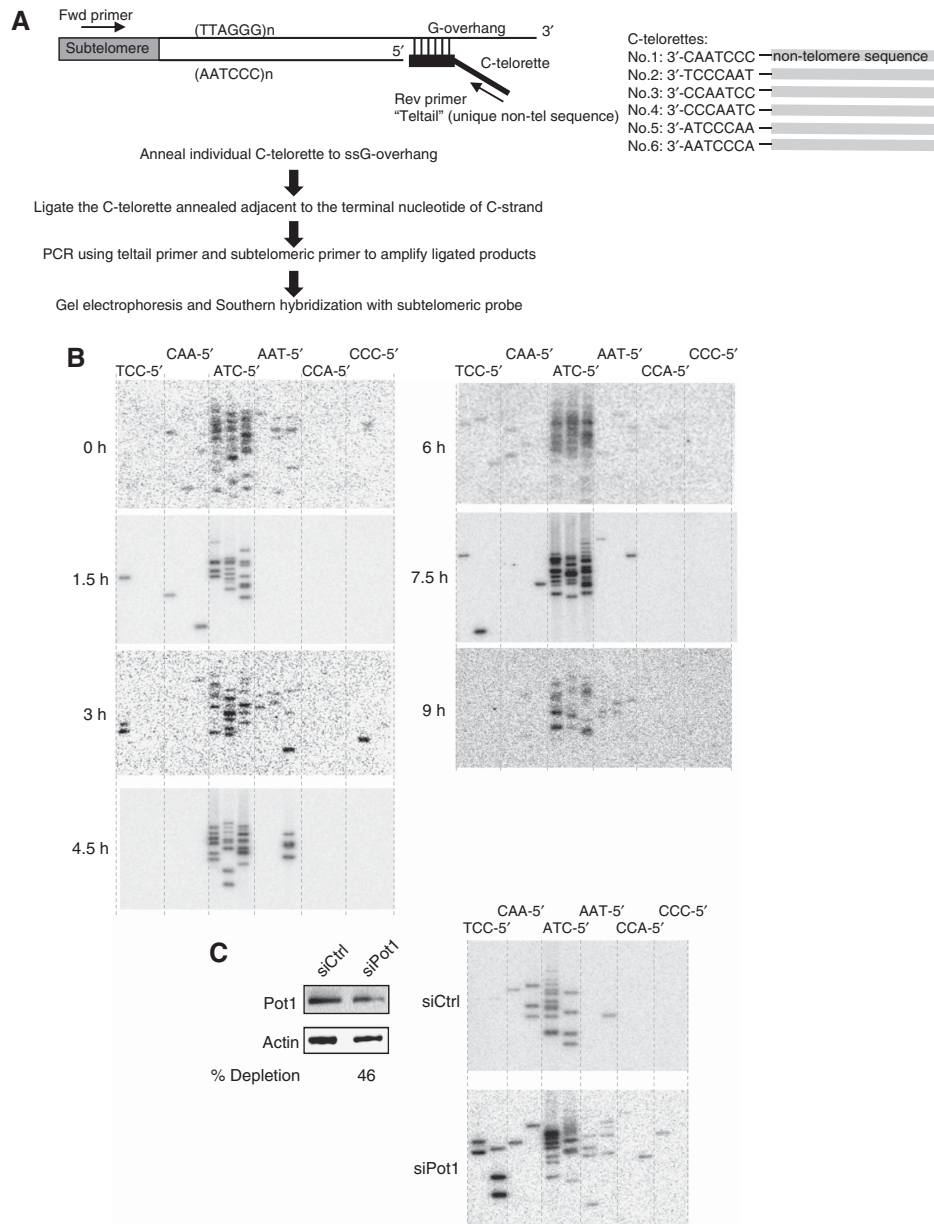 A
Fwd primer
(TTAGGG)n
G-overhang
3′
Subtelomere
5′
(AATCCC)n
C-telorette
Rev primer
“Teltail” (unique non-tel sequence)
C-telorettes:
No.1: 3′-CAATCCC
non-telomere sequence
No.2: 3′-TCCCAAT
No.3: 3′-CCAATCC
No.4: 3′-CCCAATC
No.5: 3′-ATCCCAA
No.6: 3′-AATCCCA
Anneal individual C-telorette to ssG-overhang
Ligate the C-telorette annealed adjacent to the terminal nucleotide of C-strand
PCR using teltail primer and subtelomeric primer to amplify ligated products
Gel electrophoresis and Southern hybridization with subtelomeric probe
B
CAA-5′ AAT-5′ CCC-5′
TCC-5′ ATC-5′ CCA-5′
0 h
1.5 h
3 h
4.5 h
CAA-5′ AAT-5′ CCC-5′
TCC-5′ ATC-5′ CCA-5′
6 h
7.5 h
9 h
C
siCtrl siPot1
Pot1
Actin
% Depletion 46
CAA-5′ AAT-5′ CCC-5′
TCC-5′ ATC-5′ CCA-5′
siCtrl
siPot1